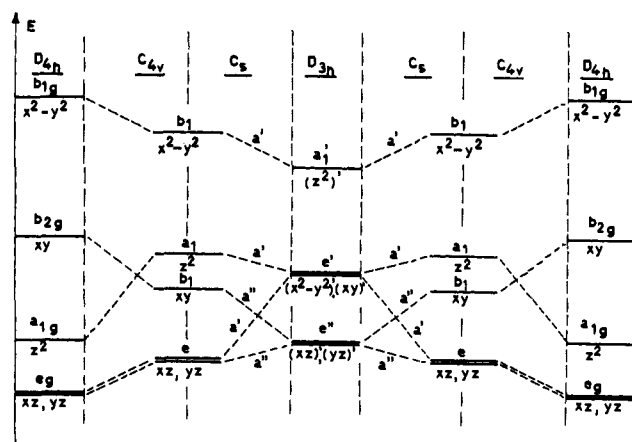 E
D4h C4v Cs D3h Cs C4v D4h
b1g b1g
x²-y² x²-y²
b1 b1
x²-y² x²-y²
a' a'
a1'
(z²)'
b2g b2g
xy xy
a1 a1
z² z²
a' a'
e'
(x²-y²)',(xy)'
b1 b1
xy xy
a" a"
a' a'
e"
(xz)',(yz)'
a1g a1g
z² z²
e e
xz, yz xz, yz
a" a"
eg eg
xz, yz xz, yz